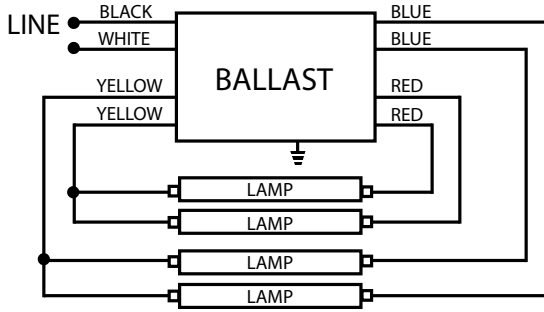 LINE
BLACK
WHITE
YELLOW
YELLOW
BALLAST
BLUE
BLUE
RED
RED
LAMP
LAMP
LAMP
LAMP